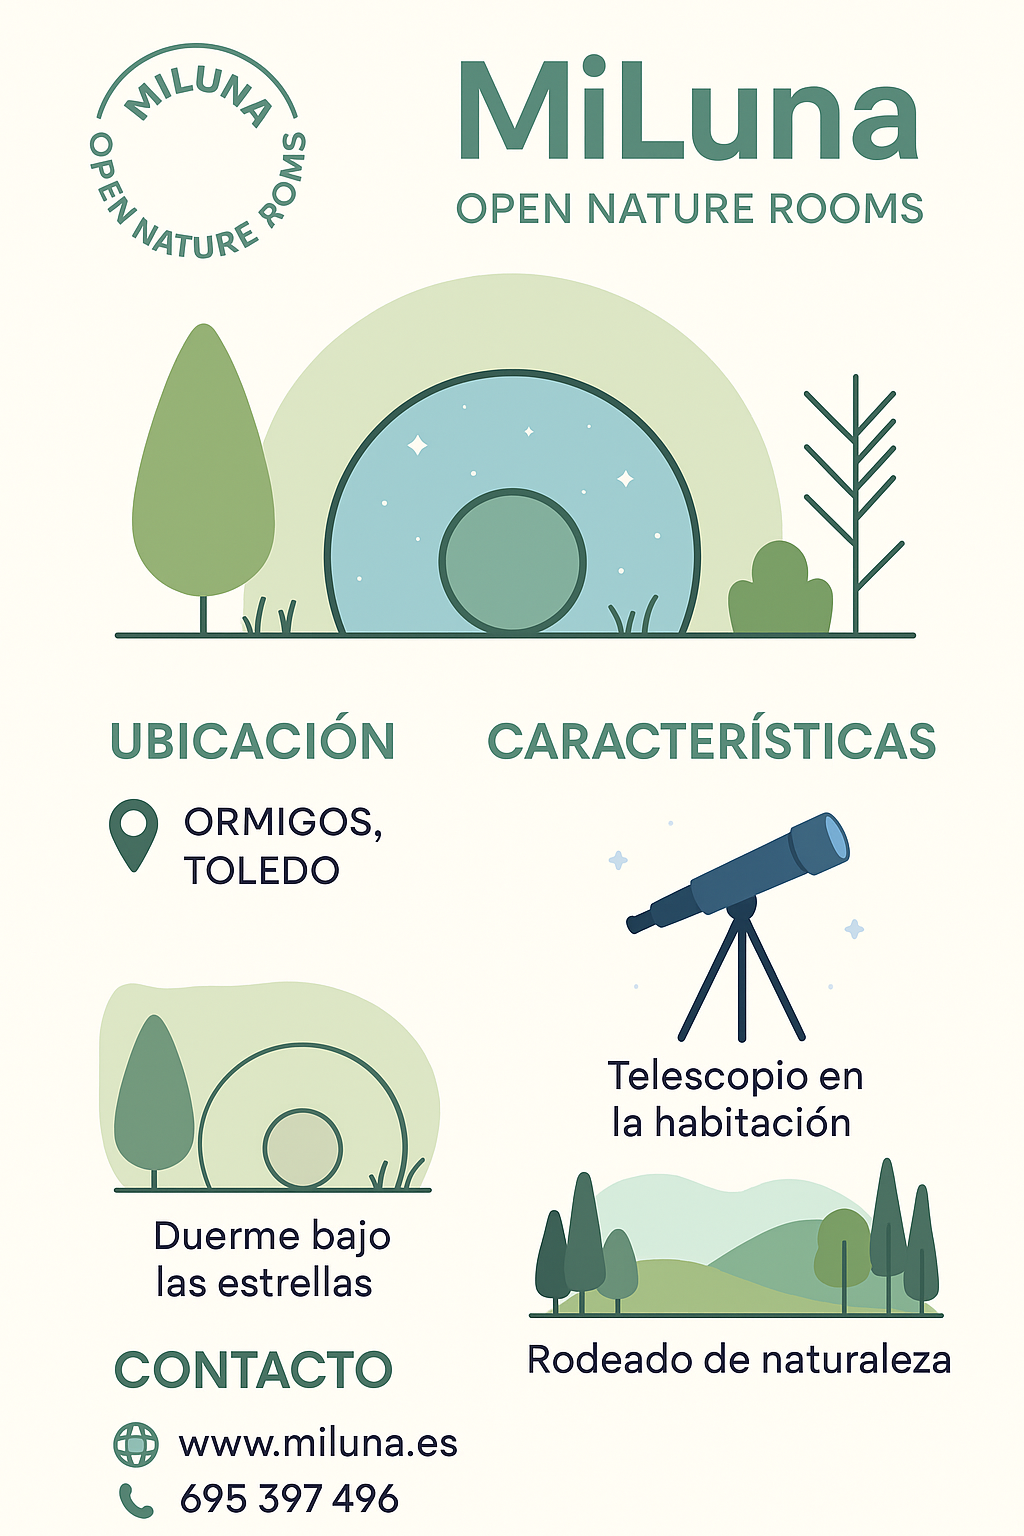 MILUNA
OPEN NATURE ROMS
MiLuna
OPEN NATURE ROOMS
UBICACIÓN
ORMIGOS,
TOLEDO
Duerme bajo
las estrellas
CARACTERÍSTICAS
Telescopio en
la habitación
Rodeado de naturaleza
CONTACTO
www.miluna.es
695 397 496